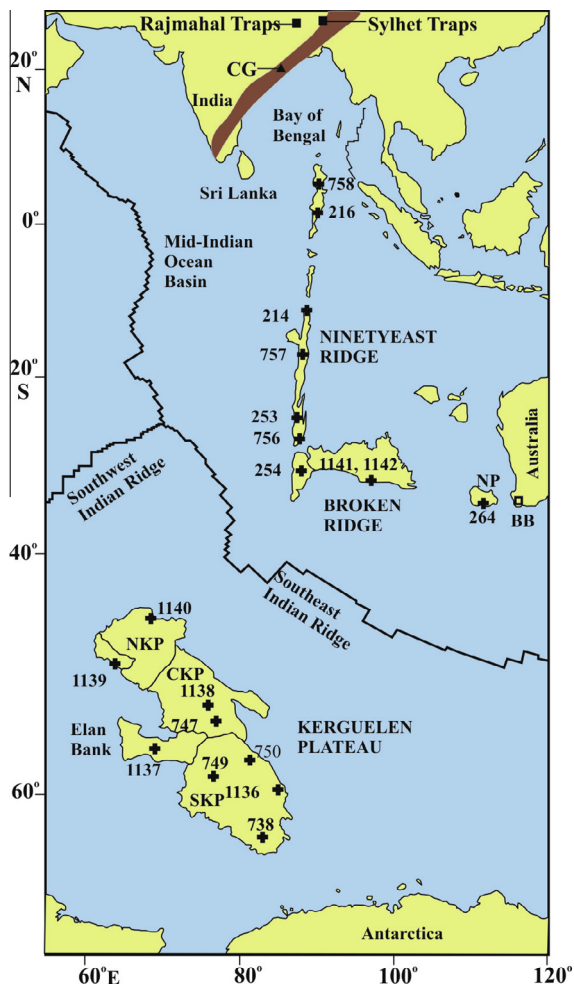 Rajmahal Traps
Sylhet Traps
20°
N
CG
India
Bay of
Bengal
Sri Lanka
758
216
0°
Mid-Indian
Ocean
Basin
214
NINETYEAST
RIDGE
757
20°
S
253
756
254
1141, 1142
BROKEN
RIDGE
NP
264
BB
Australia
Southwest
Indian Ridge
40°
Southeast
Indian Ridge
1140
NKP
1139
CKP
1138
747
Elan
Bank
KERGUELEN
PLATEAU
1137
749
750
SKP
1136
738
60°
Antarctica
60°E
80°
100°
120°